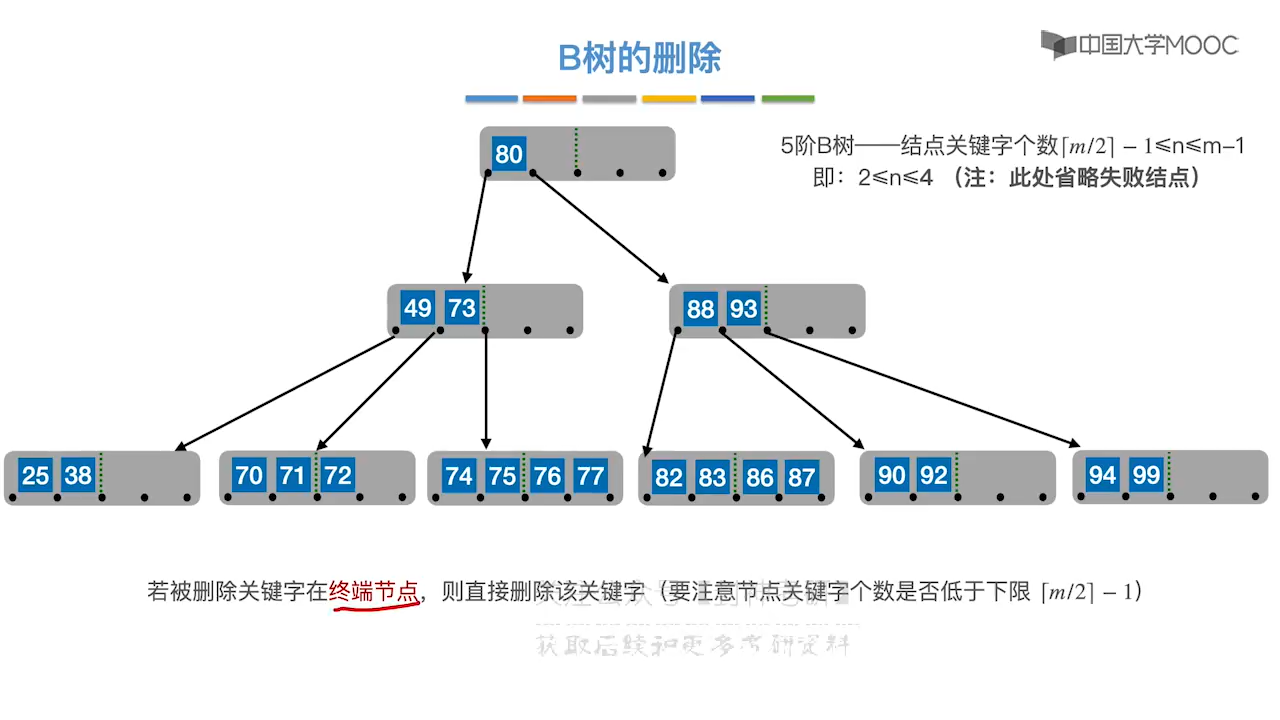 B树的删除
中国大学MOOC
80
5阶B树——结点关键字个数⌈m/2⌉ − 1≤n≤m–1
即：2≤n≤4 （注：此处省略失败结点）
49 73
88 93
25 38
70 71 72
74 75 76 77
82 83 86 87
90 92
94 99
若被删除关键字在终端节点，则直接删除该关键字（要注意节点关键字个数是否低于下限 ⌈m/2⌉ − 1）
获取后续和更多考研资料